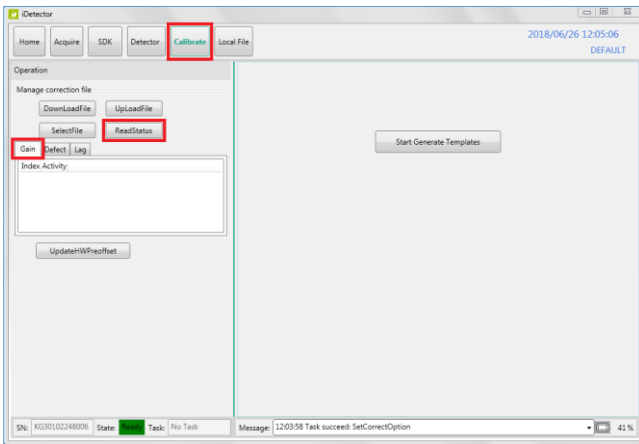 iDetector
Home Acquire SDK Detector Calibrate Local File
2018/06/26 12:05:06
DEFAULT
Operation
Manage correction file
DownLoadFile UpLoadFile
SelectFile ReadStatus
Gain Defect Lag
Index Activity
Start Generate Templates
UpdateHWPreoffset
SN: KG30102248006 State: Ready Task: No Task Message: 12:03:58 Task succeed: SetCorrectOption 41%